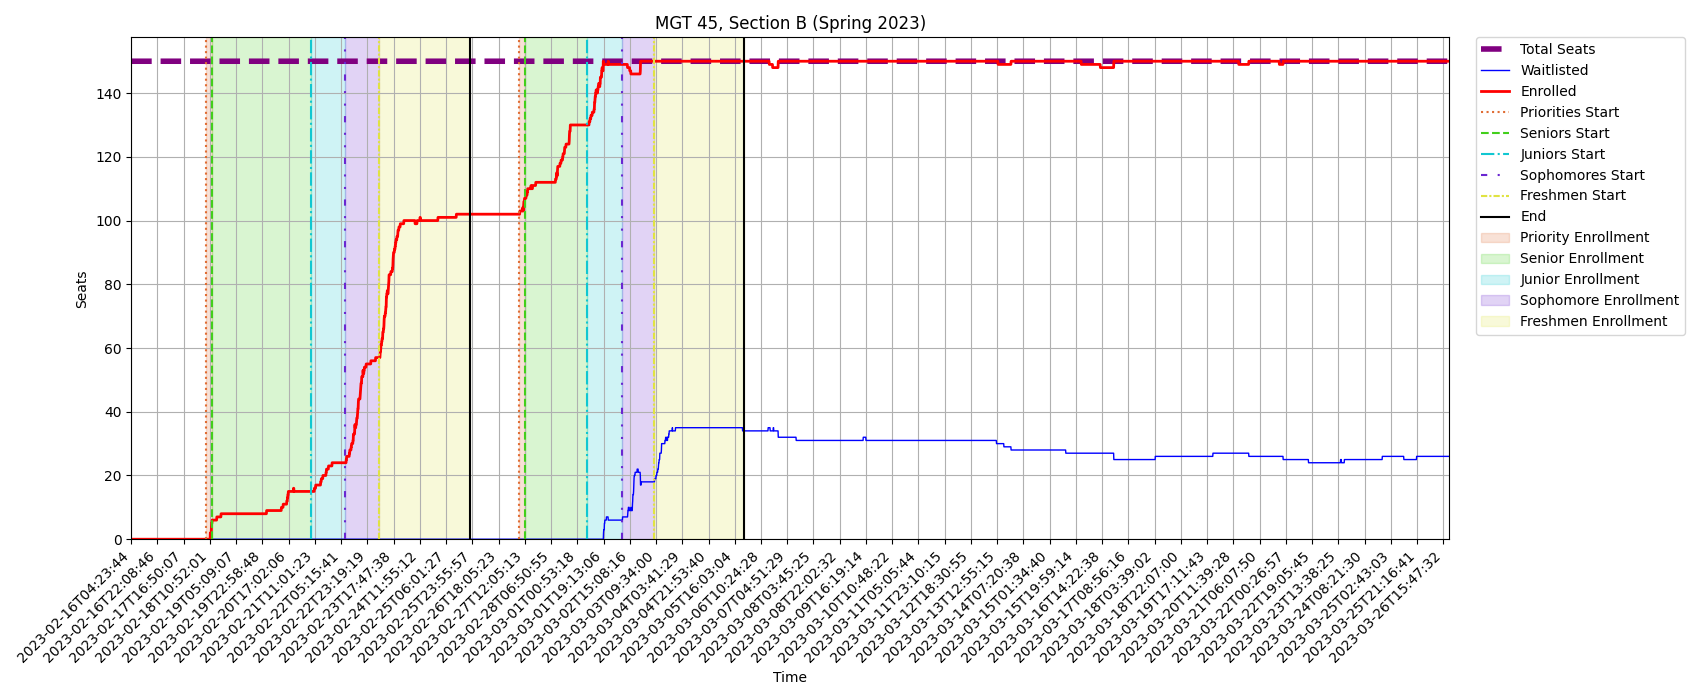 MGT 45, Section B (Spring 2023)
Total Seats
Waitlisted
Enrolled
Priorities Start
Seniors Start
Juniors Start
Sophomores Start
Freshmen Start
End
Priority Enrollment
Senior Enrollment
Junior Enrollment
Sophomore Enrollment
Freshmen Enrollment
Seats
140
120
100
80
60
40
20
0
2023-02-16T04:23:44
2023-02-16T22:08:46
2023-02-17T16:50:07
2023-02-18T10:52:01
2023-02-19T05:09:07
2023-02-19T22:58:48
2023-02-20T17:02:06
2023-02-21T11:01:23
2023-02-22T05:15:41
2023-02-22T23:19:19
2023-02-23T17:47:38
2023-02-24T11:55:12
2023-02-25T06:01:27
2023-02-25T23:55:57
2023-02-26T18:05:23
2023-02-27T12:05:13
2023-02-28T06:50:55
2023-03-01T00:53:18
2023-03-01T19:13:06
2023-03-02T15:08:16
2023-03-03T09:34:00
2023-03-04T03:41:29
2023-03-04T21:53:40
2023-03-05T16:03:04
2023-03-06T10:24:28
2023-03-07T04:51:29
2023-03-08T03:45:25
2023-03-08T22:02:32
2023-03-09T16:19:14
2023-03-10T10:48:22
2023-03-11T05:05:44
2023-03-11T23:10:15
2023-03-12T18:30:55
2023-03-13T12:55:15
2023-03-14T07:20:38
2023-03-15T01:34:40
2023-03-15T19:59:14
2023-03-16T14:22:38
2023-03-17T08:56:16
2023-03-18T03:39:02
2023-03-18T22:07:00
2023-03-19T17:11:43
2023-03-20T11:39:28
2023-03-21T06:07:50
2023-03-22T00:26:57
2023-03-22T19:05:45
2023-03-23T13:38:25
2023-03-24T08:21:30
2023-03-25T02:43:03
2023-03-25T21:16:41
2023-03-26T15:47:32
Time